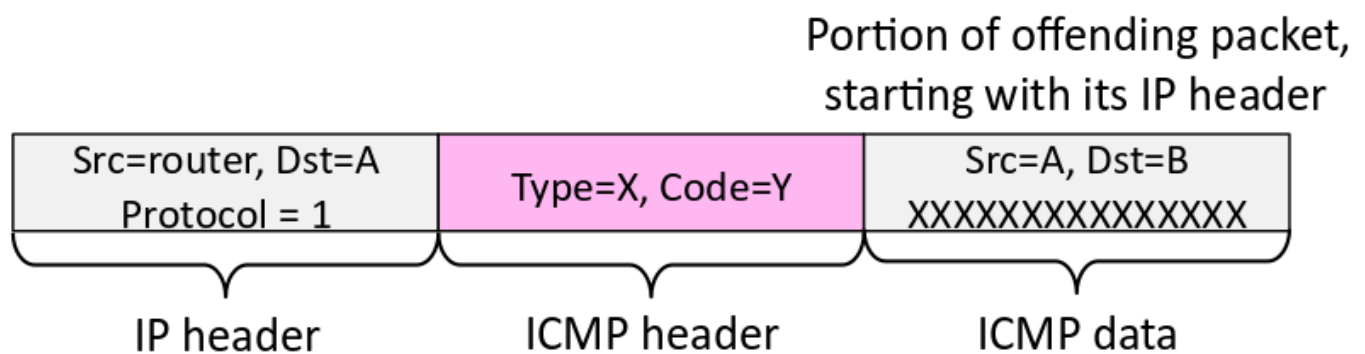 Portion of offending packet,
starting with its IP header
Src=router, Dst=A
Protocol = 1
Type=X, Code=Y
Src=A, Dst=B
XXXXXXXXXXXXXXX
IP header
ICMP header
ICMP data